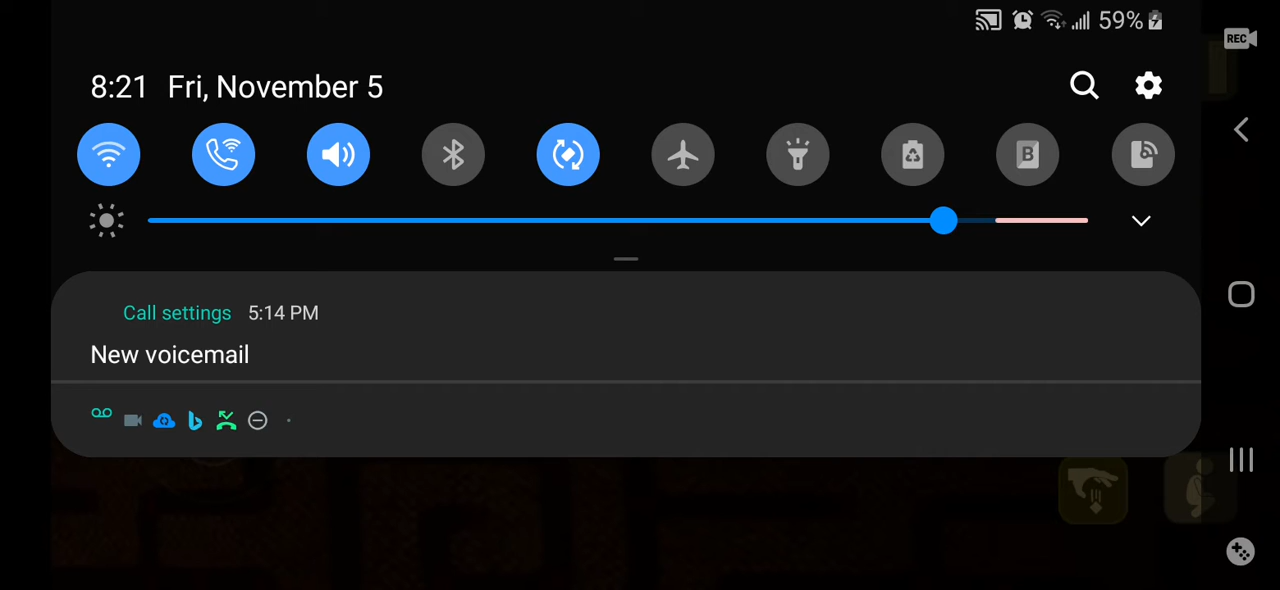 59%
REC
8:21 Fri, November 5
B
Call settings 5:14 PM
New voicemail